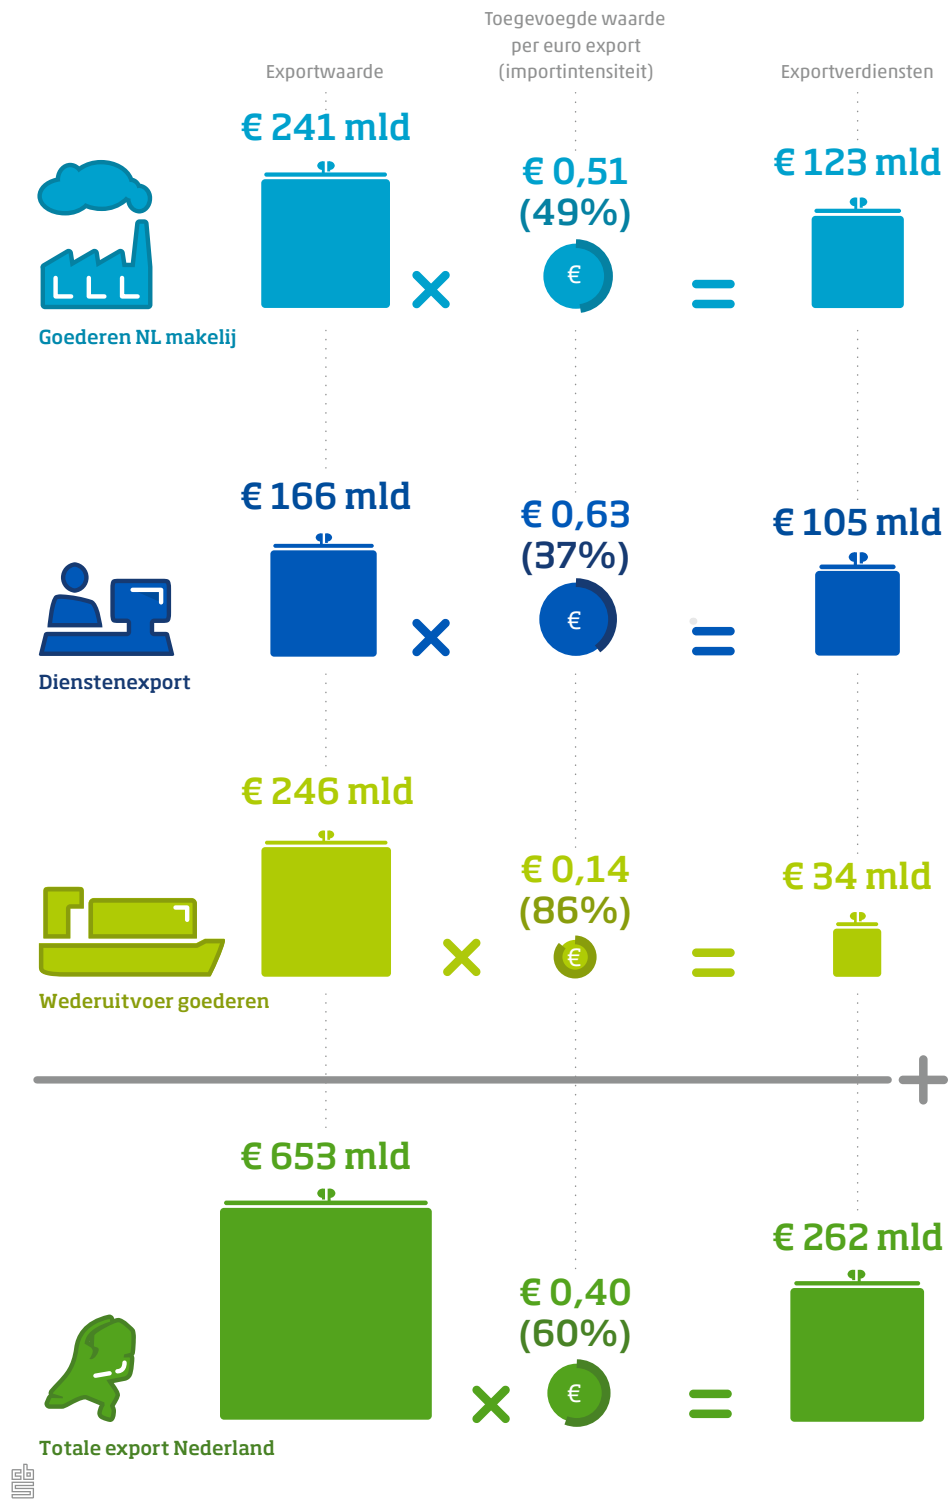 Toegevoegde waarde
per euro export
(importintensiteit)
Exportwaarde
Exportverdiensten
€ 241 mld
€ 0,51
(49%)
€ 123 mld
€
Goederen NL makelij
€ 166 mld
€ 0,63
(37%)
€ 105 mld
€
Dienstenexport
€ 246 mld
€ 0,14
(86%)
€ 34 mld
€
Wederuitvoer goederen
€ 653 mld
€ 0,40
(60%)
€ 262 mld
€
Totale export Nederland
cbs